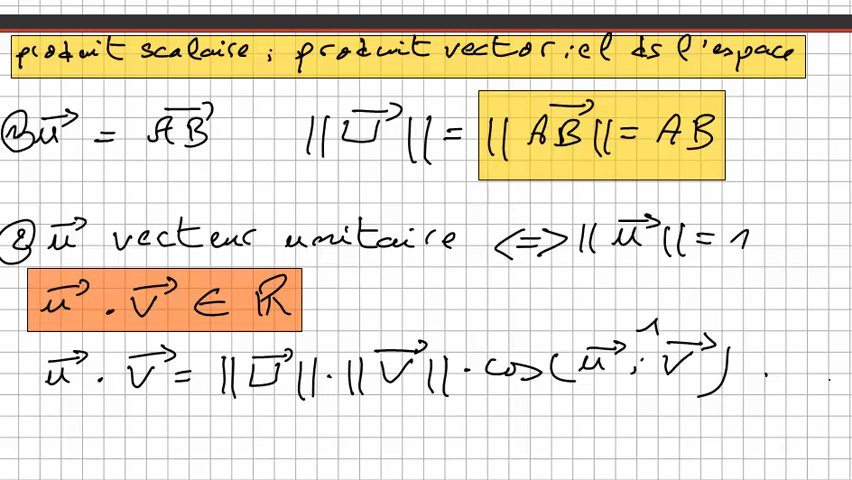 produit scalaire ; produit vectoriel ds l'espace
① u⃗ = AB⃗ ||U⃗|| = ||AB⃗|| = AB
② u⃗ vecteur unitaire <=> ||u⃗|| = 1
u⃗ . v⃗ ∈ ℝ
u⃗ . v⃗ = ||U⃗|| . ||V⃗|| . cos(u⃗ ^; v⃗) .